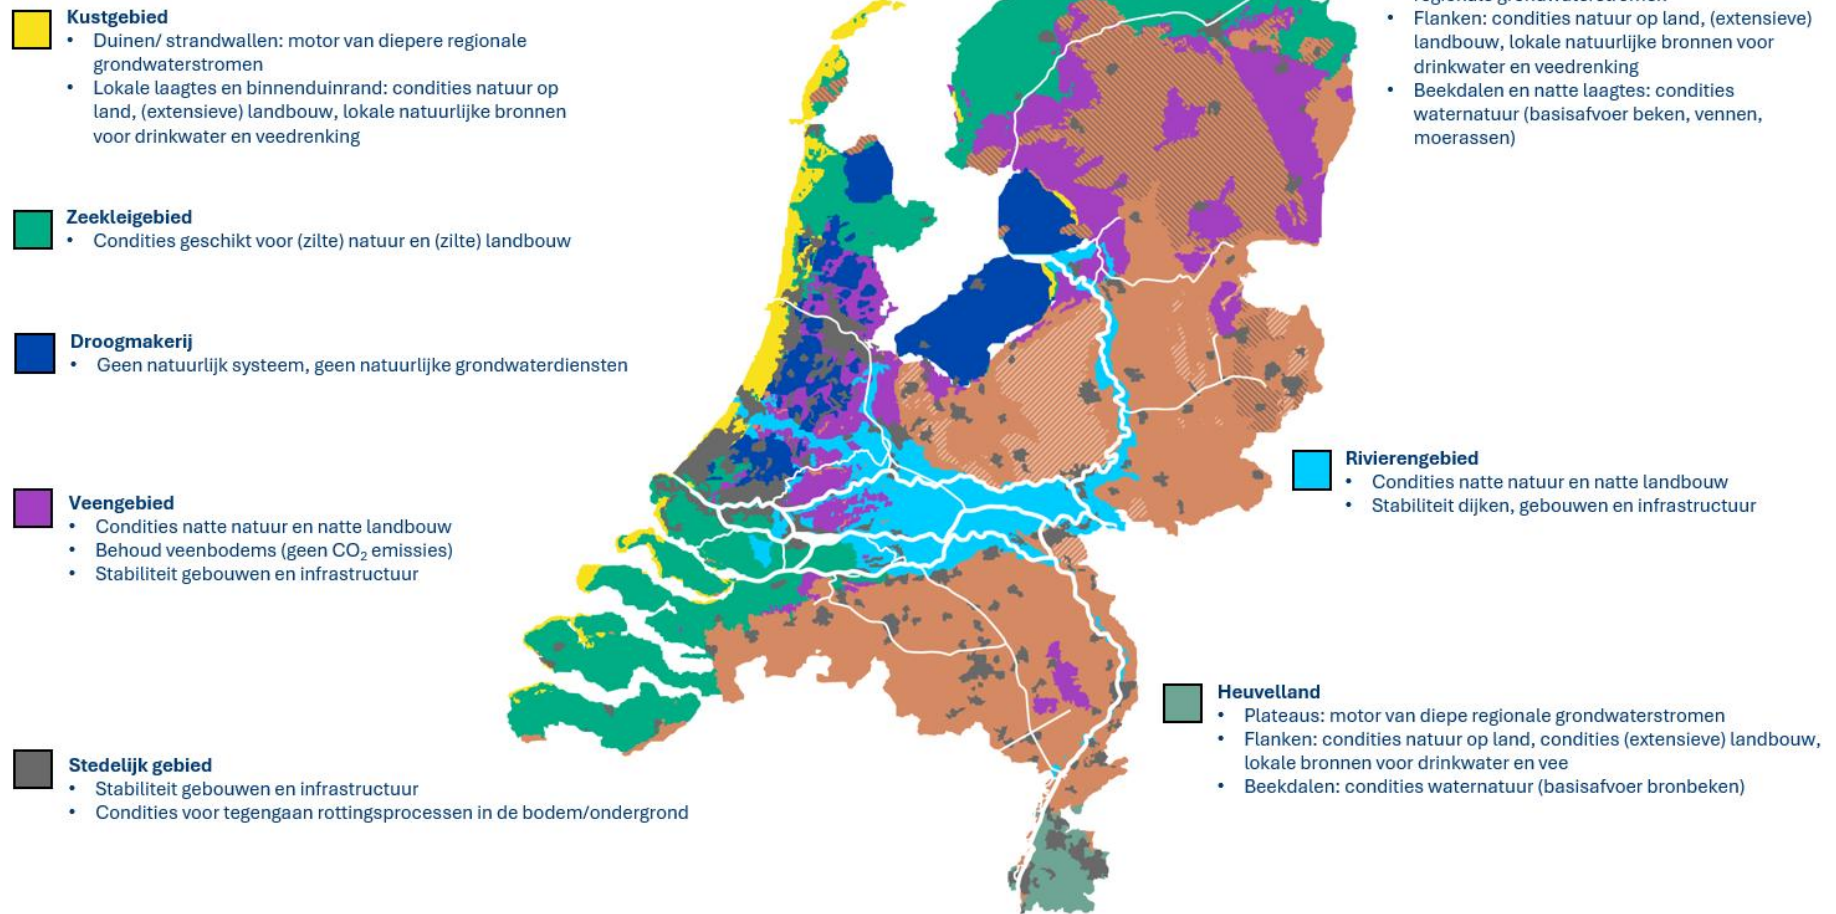 Kustgebied
• Duinen/ strandwallen: motor van diepere regionale
grondwaterstromen
• Lokale laagtes en binnenduinrand: condities natuur op
land, (extensieve) landbouw, lokale natuurlijke bronnen
voor drinkwater en veedrenking
Zeekleigebied
• Condities geschikt voor (zilte) natuur en (zilte) landbouw
Droogmakerij
• Geen natuurlijk systeem, geen natuurlijke grondwaterdiensten
Veengebied
• Condities natte natuur en natte landbouw
• Behoud veenbodems (geen CO₂ emissies)
• Stabiliteit gebouwen en infrastructuur
Stedelijk gebied
• Stabiliteit gebouwen en infrastructuur
• Condities voor tegengaan rottingsprocessen in de bodem/ondergrond
regionale grondwaterstromen
• Flanken: condities natuur op land, (extensieve)
landbouw, lokale natuurlijke bronnen voor
drinkwater en veedrenking
• Beekdalen en natte laagtes: condities
waternatuur (basisafvoer beken, vennen,
moerassen)
Rivierengebied
• Condities natte natuur en natte landbouw
• Stabiliteit dijken, gebouwen en infrastructuur
Heuvelland
• Plateaus: motor van diepe regionale grondwaterstromen
• Flanken: condities natuur op land, condities (extensieve) landbouw,
lokale bronnen voor drinkwater en vee
• Beekdalen: condities waternatuur (basisafvoer bronbeken)